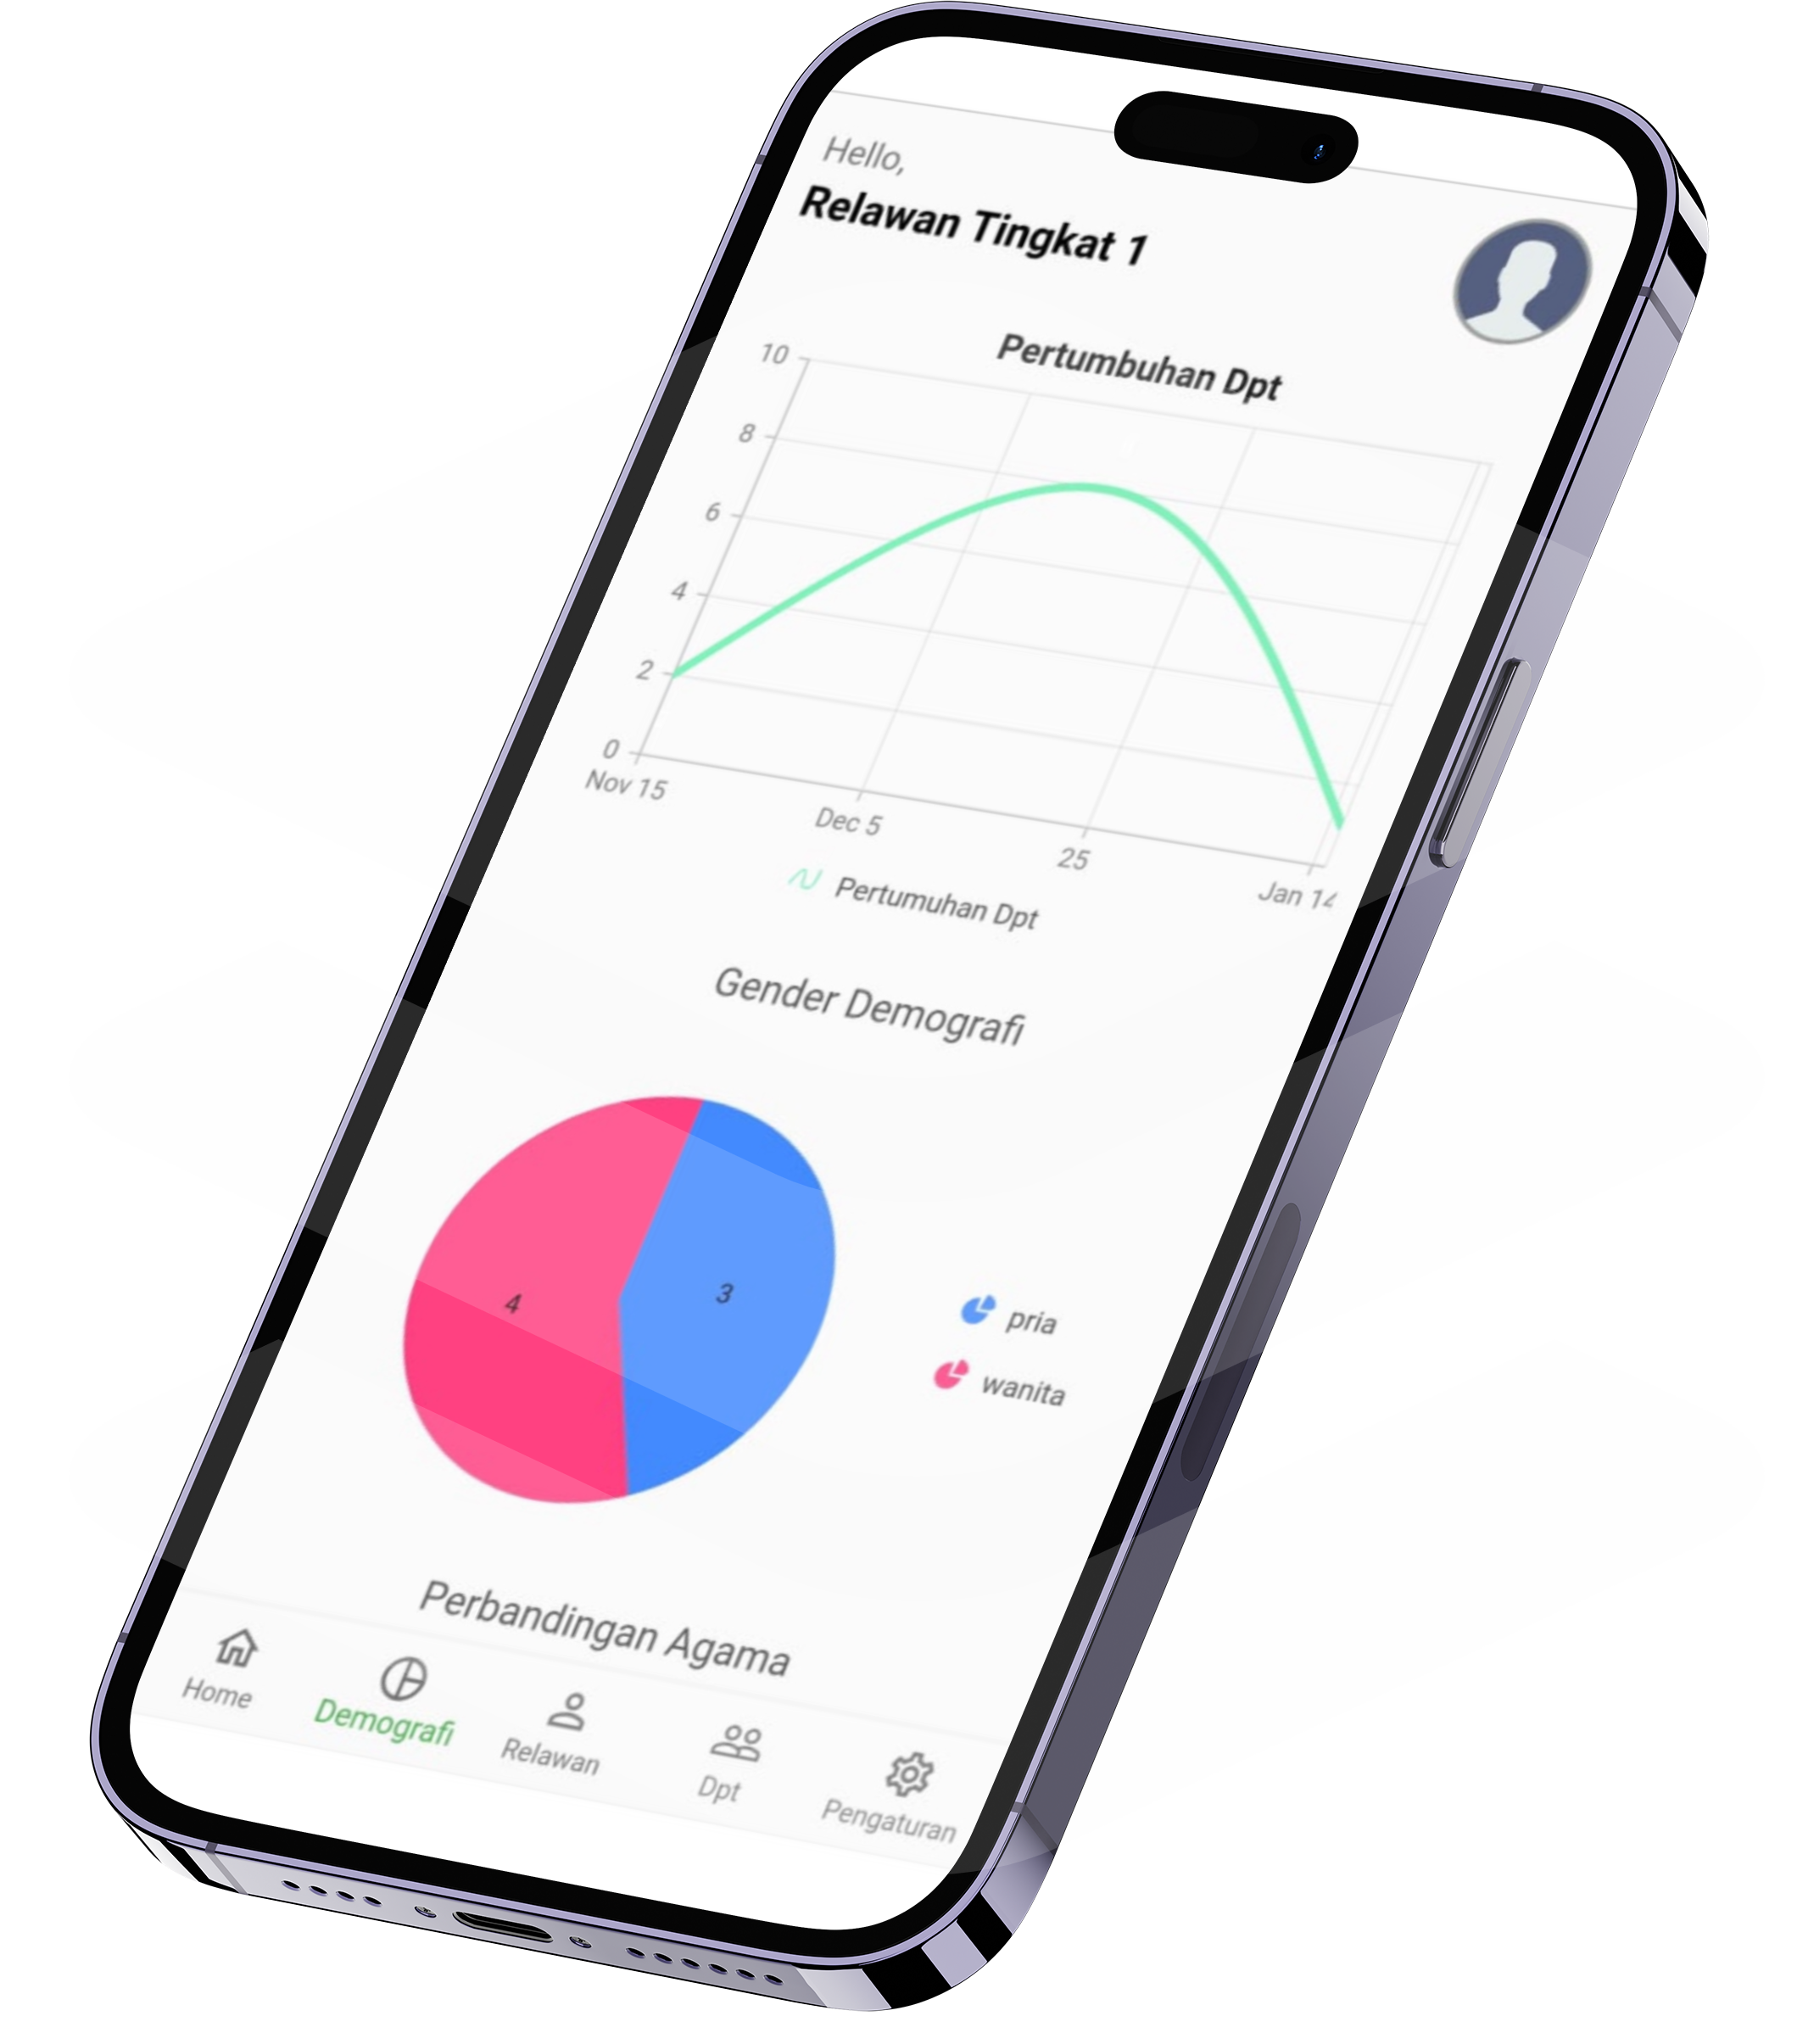 Hello,
Relawan Tingkat 1
Pertumbuhan Dpt
10
8
6
4
2
0
Nov 15
Dec 5
25
Jan 14
Pertumuhan Dpt
Gender Demografi
4
3
pria
wanita
Perbandingan Agama
Home
Demografi
Relawan
Dpt
Pengaturan